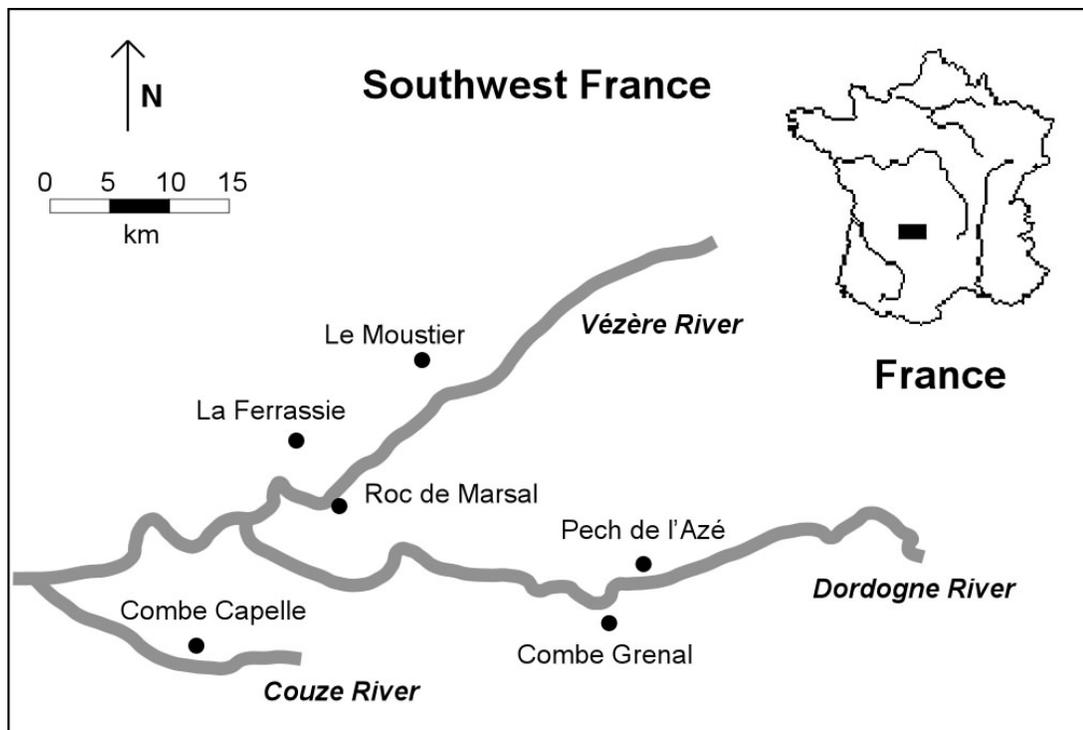 Southwest France
N
0 5 10 15
km
Vézère River
Le Moustier
France
La Ferrassie
Roc de Marsal
Pech de l'Azé
Dordogne River
Combe Capelle
Combe Grenal
Couze River